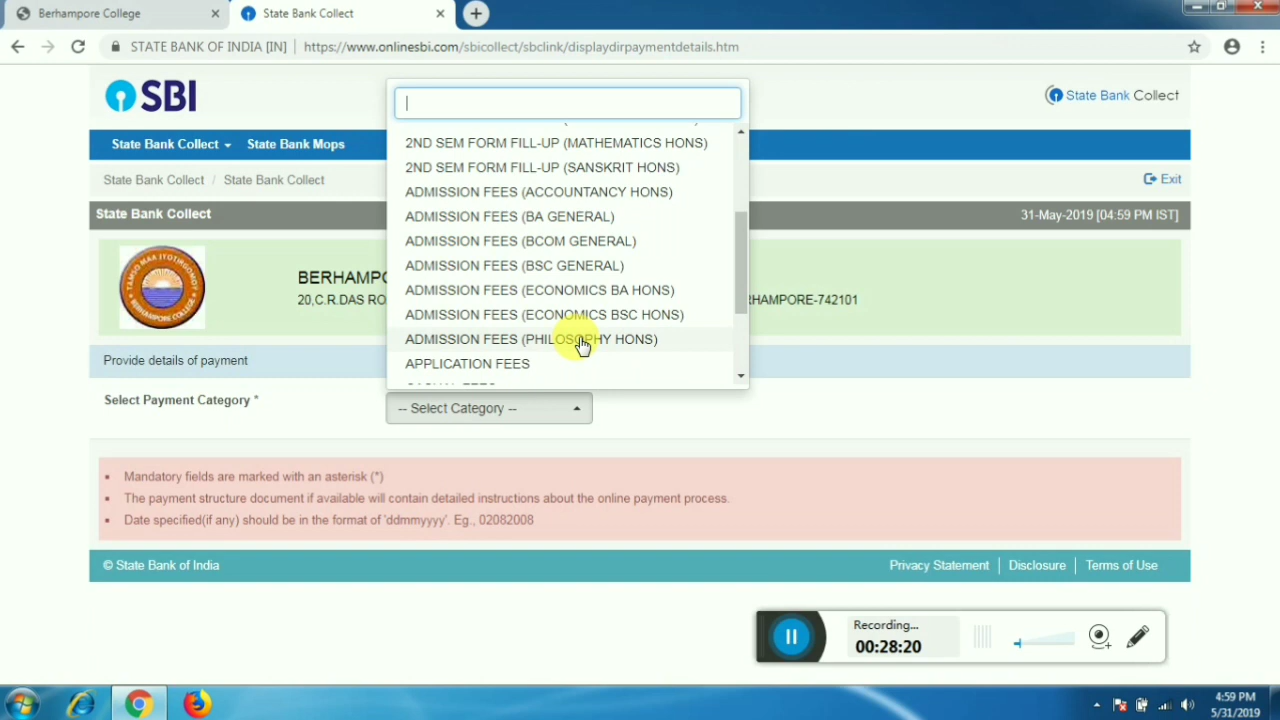 Berhampore College
State Bank Collect
STATE BANK OF INDIA [IN]
https://www.onlinesbi.com/sbicollect/sbclink/displaydirpaymentdetails.htm
SBI
State Bank Collect
State Bank Collect
State Bank Mops
State Bank Collect / State Bank Collect
Exit
State Bank Collect
31-May-2019 [04:59 PM IST]
TAMSO MAA JYOTIRGOMOY
BERHAMPORE COLLEGE
BERHAMPO
20,C.R.DAS RO
HAMPORE-742101
2ND SEM FORM FILL-UP (MATHEMATICS HONS)
2ND SEM FORM FILL-UP (SANSKRIT HONS)
ADMISSION FEES (ACCOUNTANCY HONS)
ADMISSION FEES (BA GENERAL)
ADMISSION FEES (BCOM GENERAL)
ADMISSION FEES (BSC GENERAL)
ADMISSION FEES (ECONOMICS BA HONS)
ADMISSION FEES (ECONOMICS BSC HONS)
ADMISSION FEES (PHILOSOPHY HONS)
APPLICATION FEES
Provide details of payment
Select Payment Category *
-- Select Category --
Mandatory fields are marked with an asterisk (*)
The payment structure document if available will contain detailed instructions about the online payment process.
Date specified(if any) should be in the format of 'ddmmyyyy'. Eg., 02082008
© State Bank of India
Privacy Statement
Disclosure
Terms of Use
Recording...
00:28:20
4:59 PM
5/31/2019